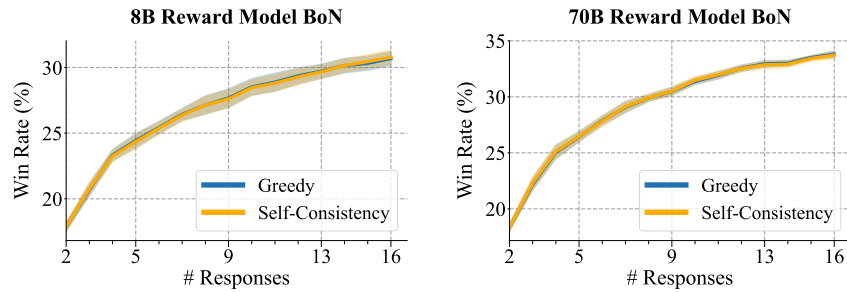 8B Reward Model BoN
Win Rate (%)
30
25
20
Greedy
Self-Consistency
2
5
9
13
16
# Responses
70B Reward Model BoN
Win Rate (%)
35
30
25
20
Greedy
Self-Consistency
2
5
9
13
16
# Responses